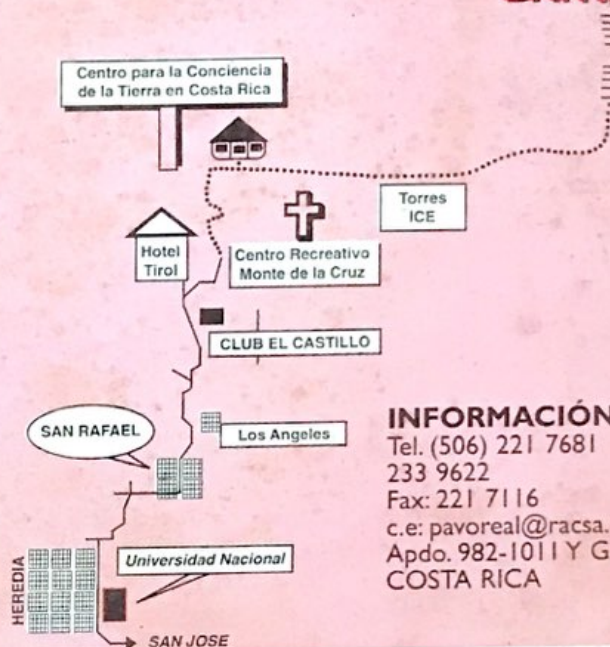 Centro para la Conciencia
de la Tierra en Costa Rica
Torres
ICE
Hotel
Tirol
Centro Recreativo
Monte de la Cruz
CLUB EL CASTILLO
SAN RAFAEL
Los Angeles
INFORMACIÓN
Tel. (506) 221 7681
233 9622
Fax: 221 7116
c.e: pavoreal@racsa.
Apdo. 982-1011 Y G
COSTA RICA
HEREDIA
Universidad Nacional
SAN JOSE